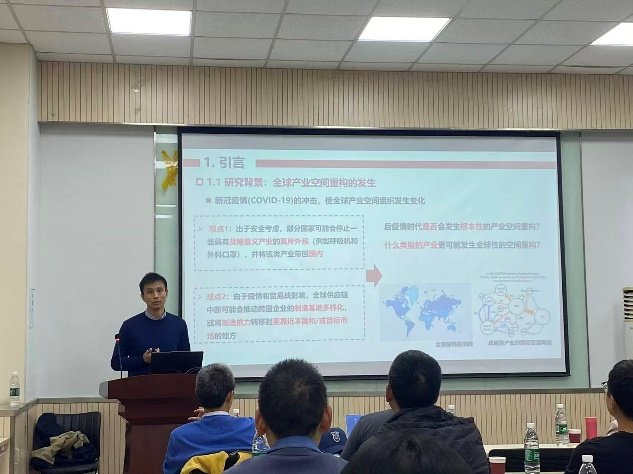 1. 引言
1.1 研究背景：全球产业空间重构的发生
新冠疫情(COVID-19)的冲击，使全球产业空间组织发生变化
观点1：出于安全考虑，部分国家可能会停止一
些具有战略意义产业的离岸外包（例如呼吸机和
外科口罩），并将该类产业带回国内
观点2：由于疫情和贸易战影响，全球供应链
中断可能会推动跨国企业的制造基地多样化，
或将制造能力转移到更靠近本国和/或目标市
场的地方
后疫情时代是否会发生根本性的产业空间重构？
什么类型的产业更可能发生全球性的空间重构？